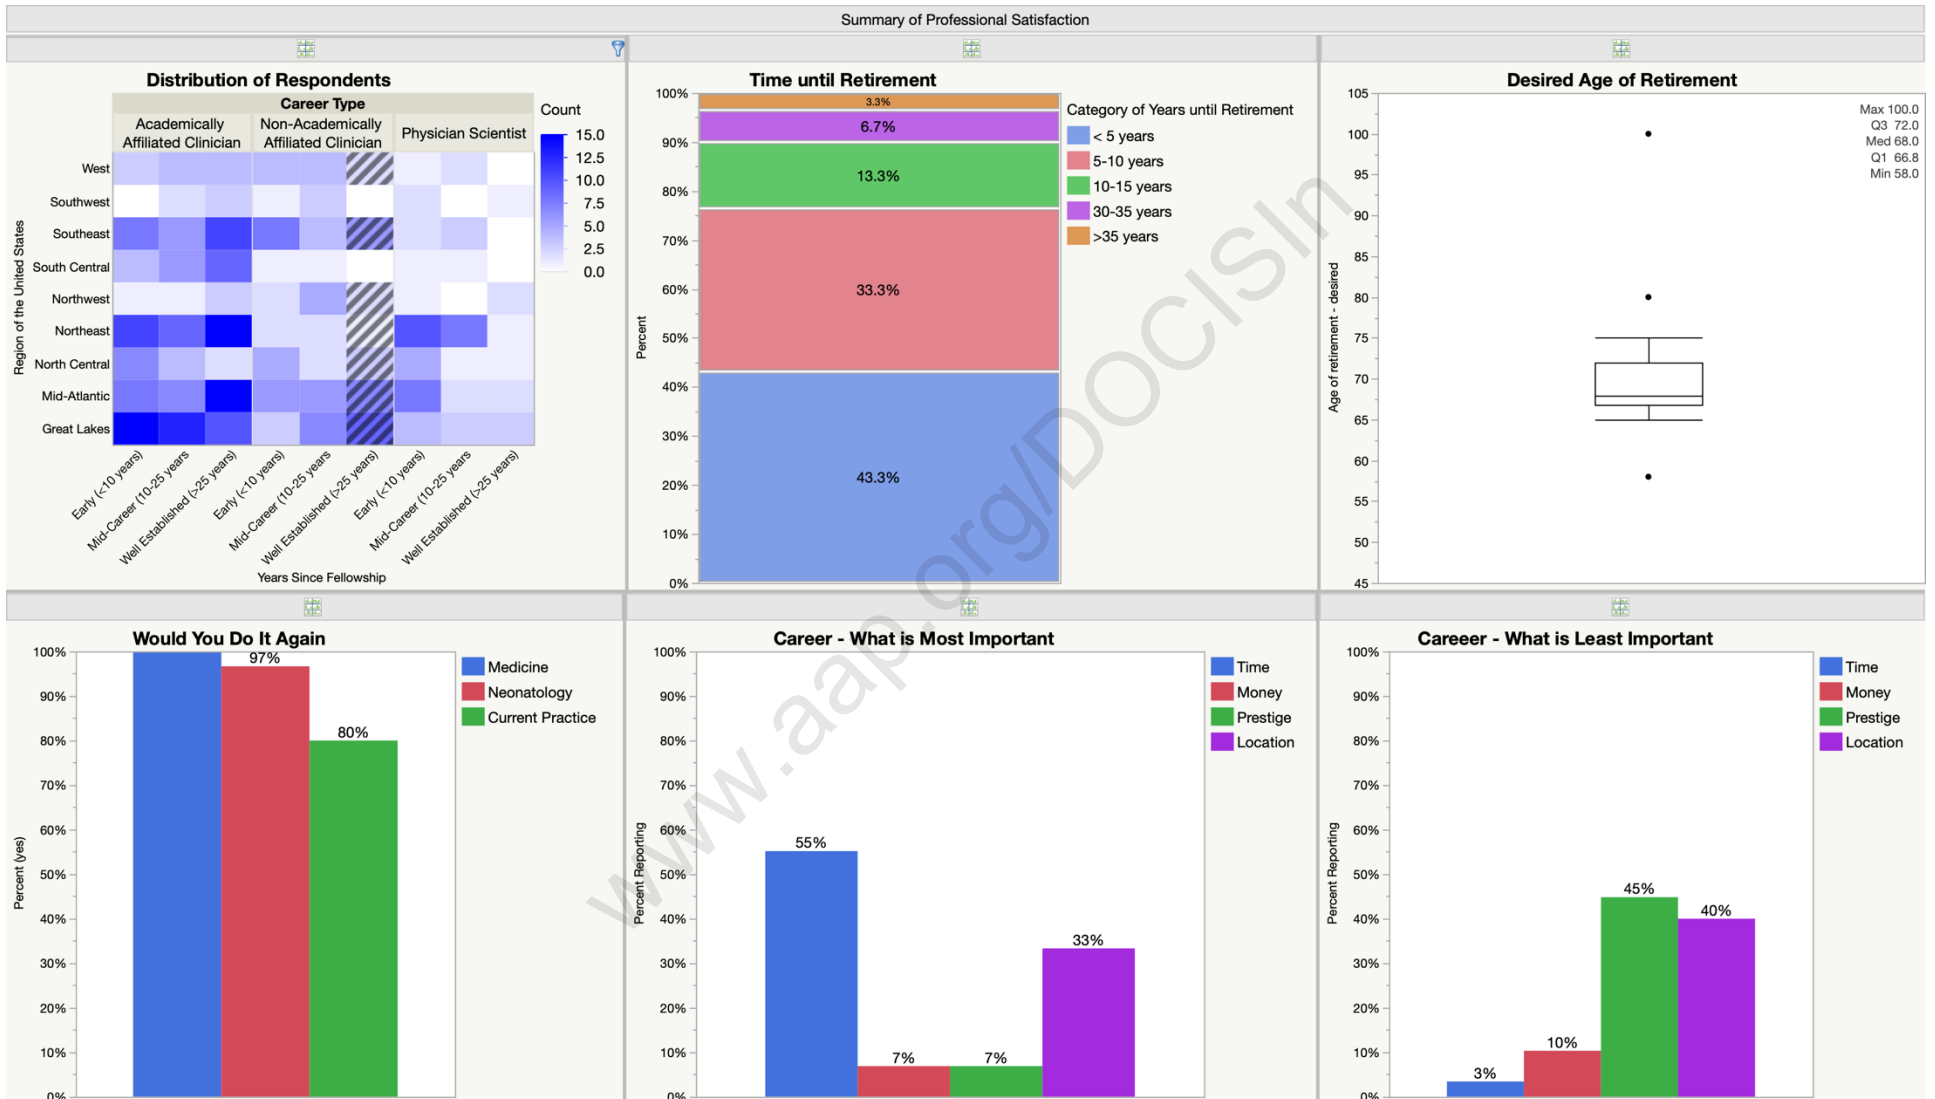 Summary of Professional Satisfaction
Distribution of Respondents
Career Type
Academically
Affiliated Clinician
Non-Academically
Affiliated Clinician
Physician Scientist
Count
15.0
12.5
10.0
7.5
5.0
2.5
0.0
Region of the United States
West
Southwest
Southeast
South Central
Northwest
Northeast
North Central
Mid-Atlantic
Great Lakes
Early (<10 years)
Mid-Career (10-25 years
Well Established (>25 years)
Early (<10 years)
Mid-Career (10-25 years
Well Established (>25 years)
Early (<10 years)
Mid-Career (10-25 years
Well Established (>25 years)
Years Since Fellowship
Time until Retirement
Percent
100%
90%
80%
70%
60%
50%
40%
30%
20%
10%
0%
3.3%
6.7%
13.3%
33.3%
43.3%
Category of Years until Retirement
< 5 years
5-10 years
10-15 years
30-35 years
>35 years
Desired Age of Retirement
Age of retirement - desired
105
100
95
90
85
80
75
70
65
60
55
50
45
Max 100.0
Q3 72.0
Med 68.0
Q1 66.8
Min 58.0
Would You Do It Again
Percent (yes)
100%
90%
80%
70%
60%
50%
40%
30%
20%
10%
0%
97%
80%
Medicine
Neonatology
Current Practice
Career - What is Most Important
Percent Reporting
100%
90%
80%
70%
60%
50%
40%
30%
20%
10%
0%
55%
7%
7%
33%
Time
Money
Prestige
Location
Careeer - What is Least Important
Percent Reporting
100%
90%
80%
70%
60%
50%
40%
30%
20%
10%
0%
3%
10%
45%
40%
Time
Money
Prestige
Location
www.aap.org/DOCISIn